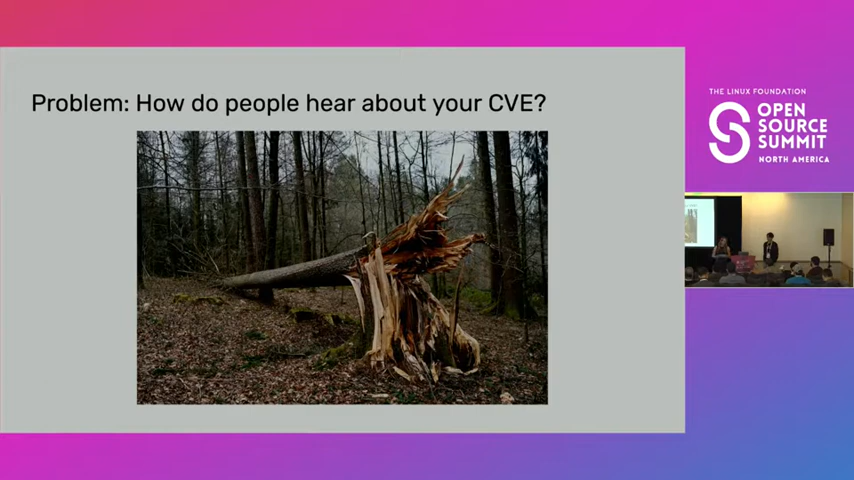 Problem: How do people hear about your CVE?
THE LINUX FOUNDATION
OPEN
SOURCE
SUMMIT
NORTH AMERICA